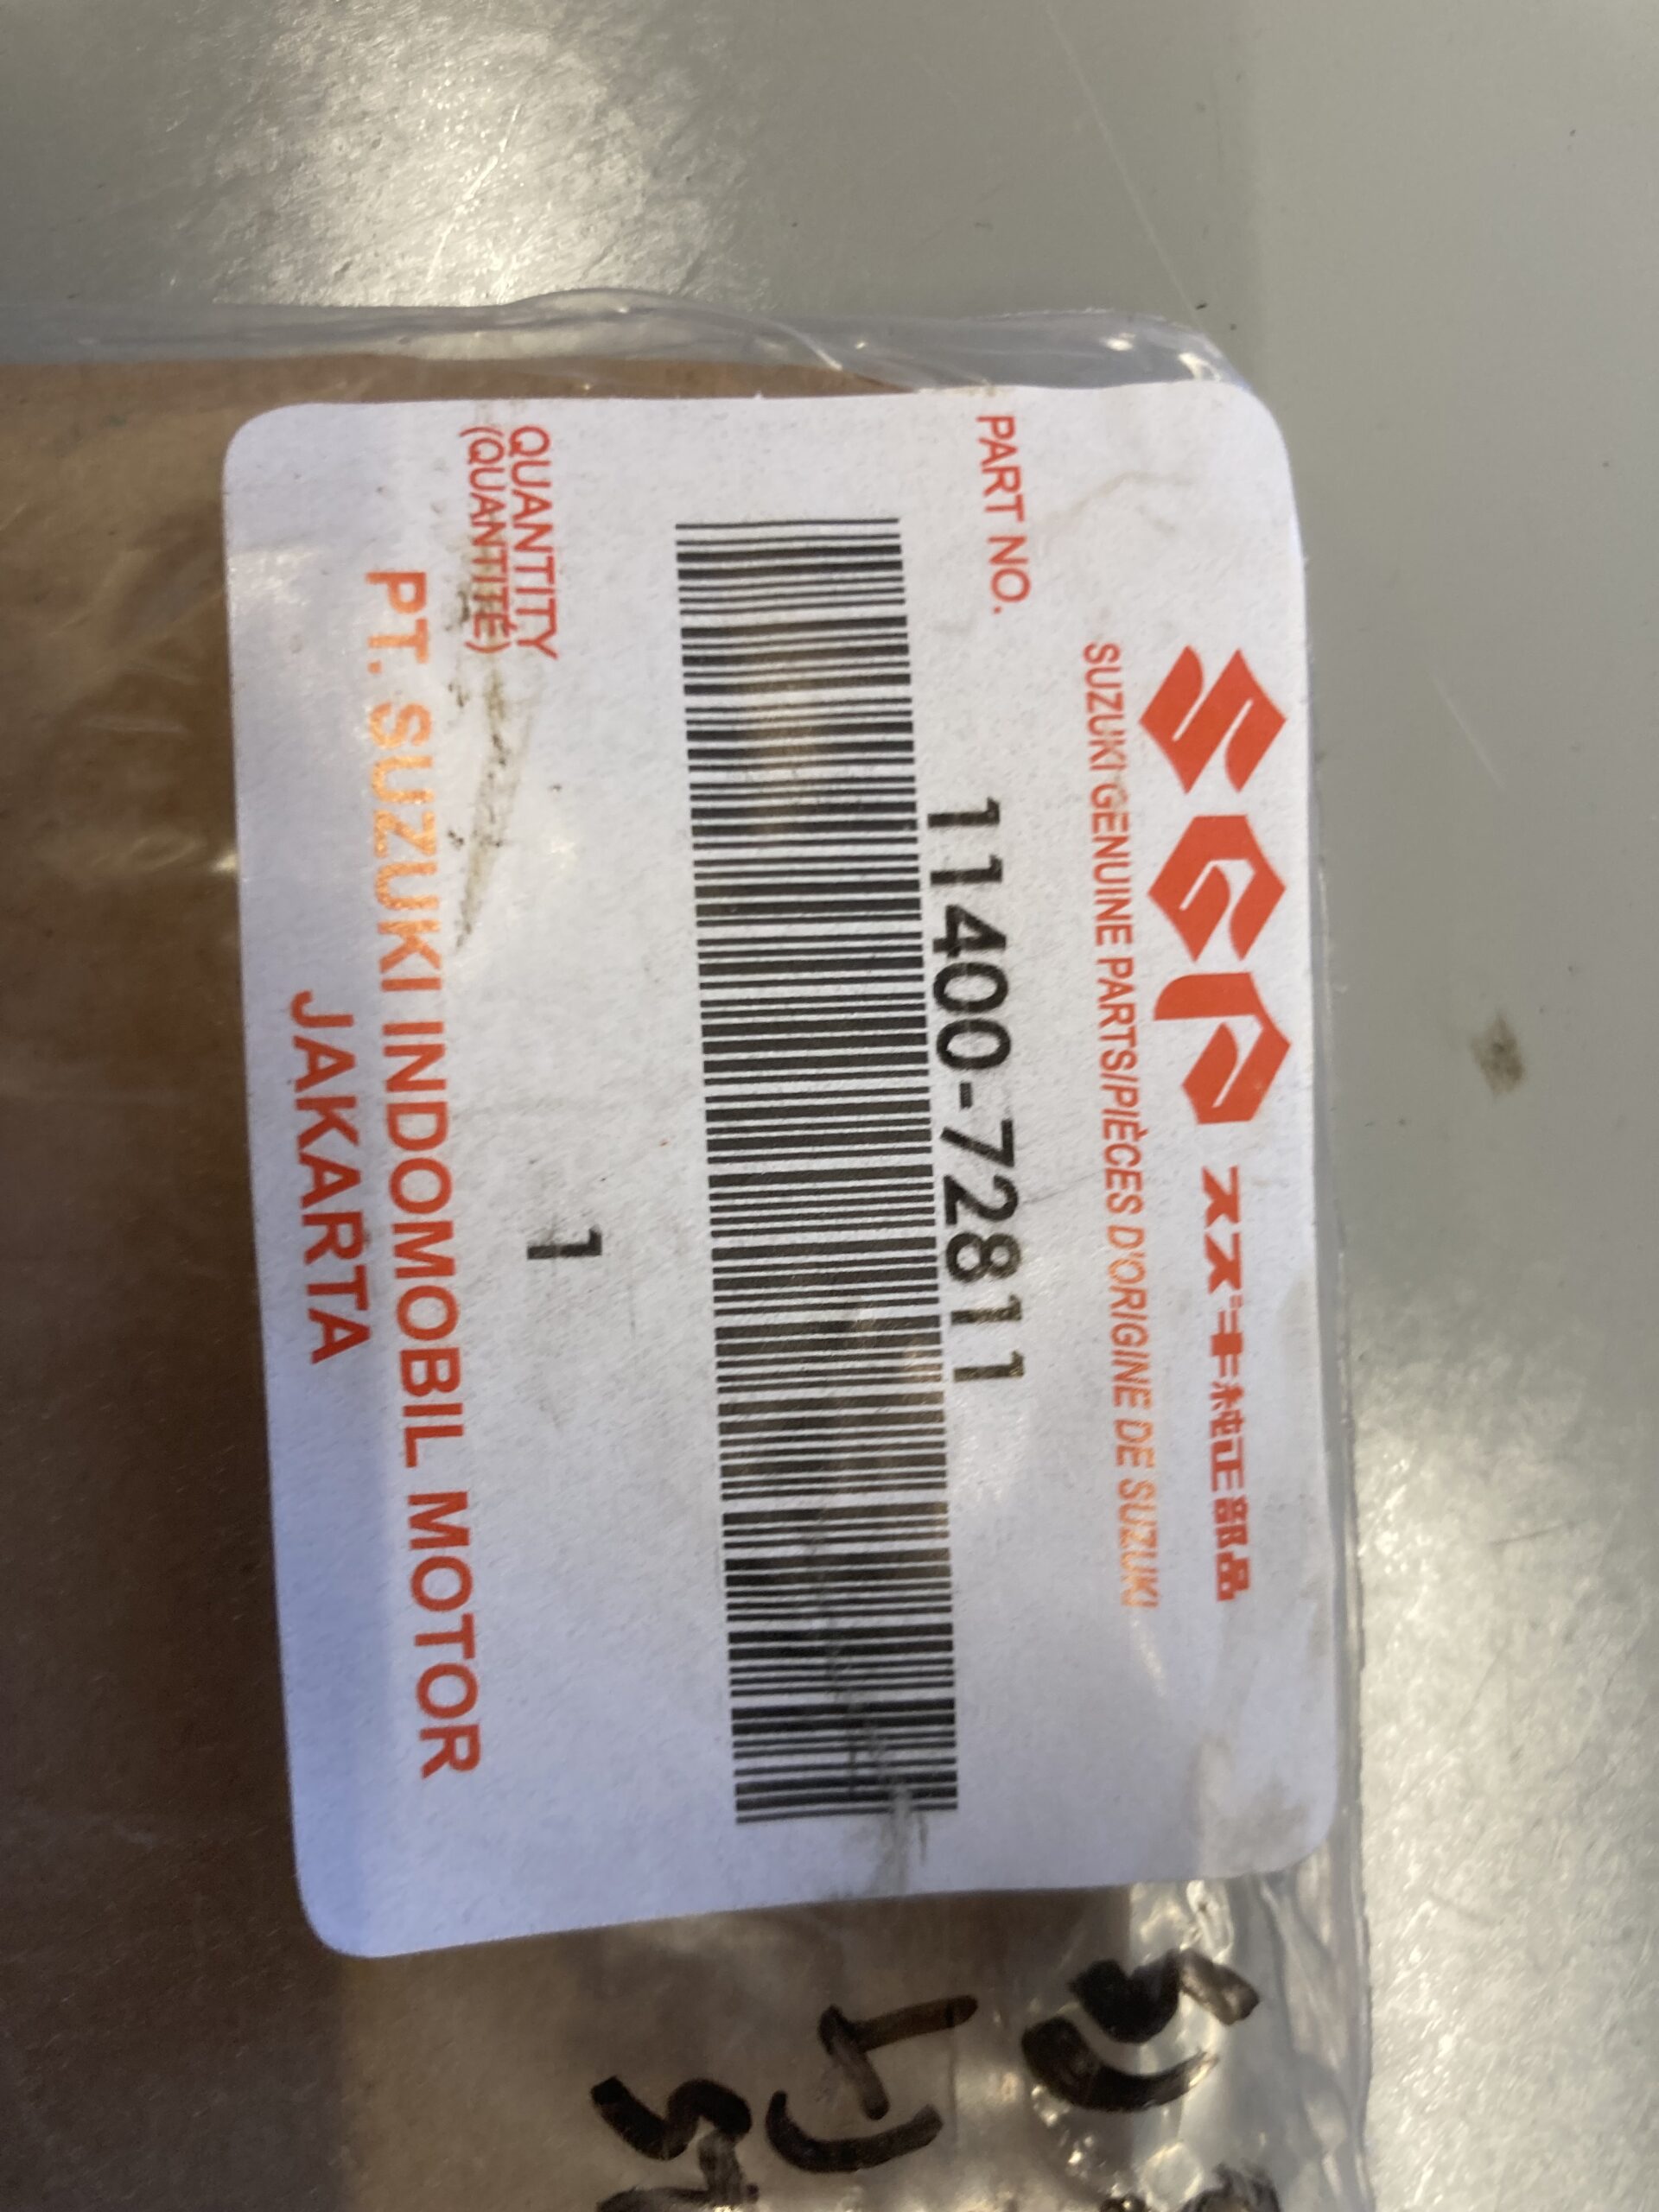 SGP スズキ純正部品
SUZUKI GENUINE PARTS/PIÈCES D'ORIGINE DE SUZUKI
PART NO.
11400-72811
QUANTITY
(QUANTITÉ)
1
PT. SUZUKI INDOMOBIL MOTOR
JAKARTA